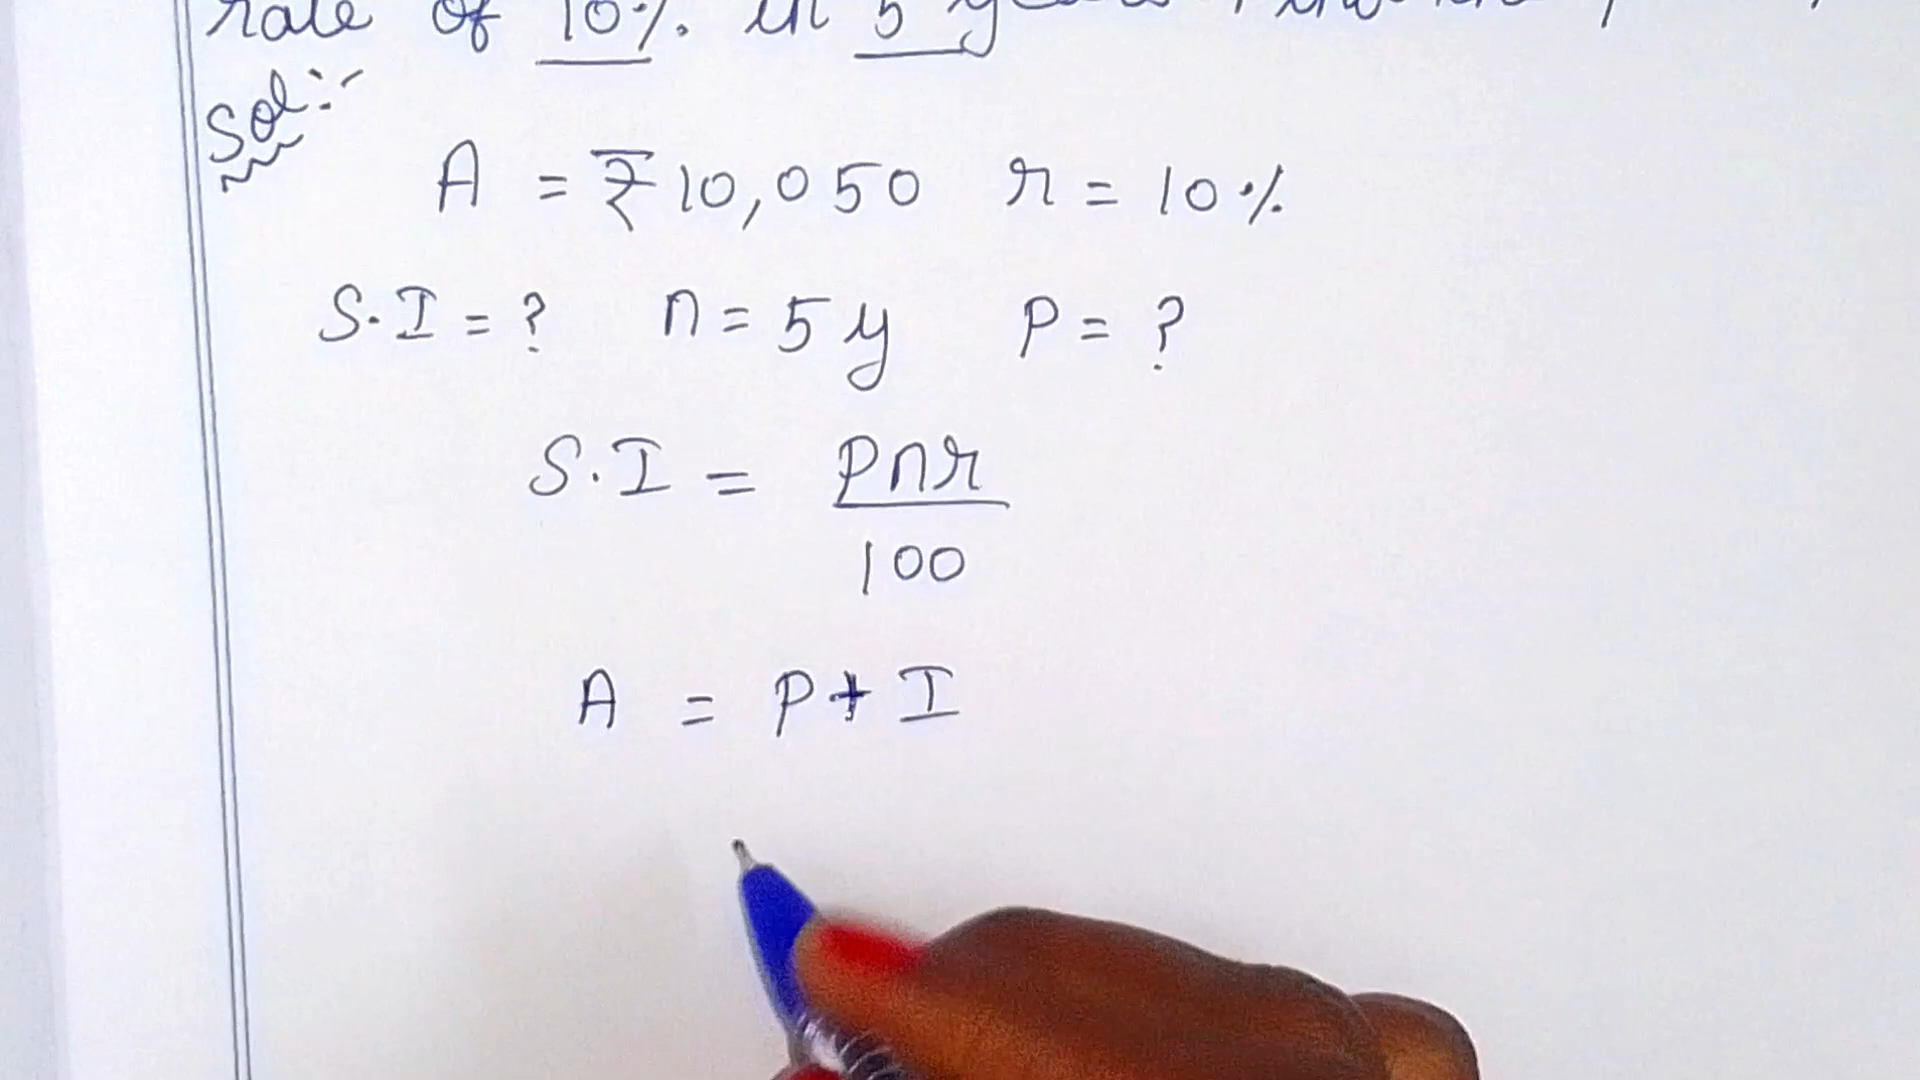 rate of 10%. in 5
Sol:-
A = ₹10,050 r = 10%
S.I = ? n = 5y P = ?
S.I = pnr
100
A = P + I